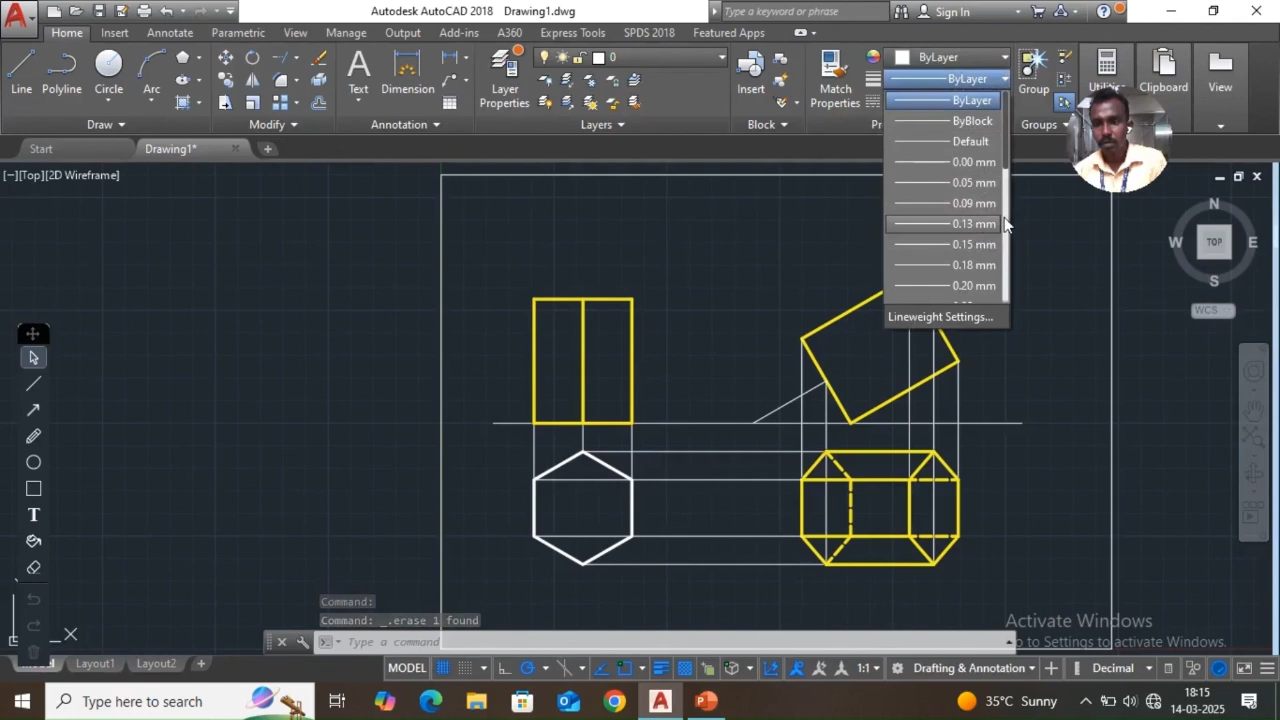 Autodesk AutoCAD 2018 Drawing1.dwg
Type a keyword or phrase
Sign In
Home Insert Annotate Parametric View Manage Output Add-ins A360 Express Tools SPDS 2018 Featured Apps
Line
Polyline
Circle
Arc
Text
Dimension
Layer
Properties
0
Insert
Match
Properties
ByLayer
ByLayer
Group
Utilities
Clipboard
View
Draw
Modify
Annotation
Layers
Block
Groups
ByLayer
ByBlock
Default
0.00 mm
0.05 mm
0.09 mm
0.13 mm
0.15 mm
0.18 mm
0.20 mm
Lineweight Settings...
Start Drawing1*
[−][Top][2D Wireframe]
N
W TOP E
S
WCS
T
X
Command:
Command: _.erase 1 found
Type a command
Activate Windows
Go to Settings to activate Windows.
Model Layout1 Layout2
MODEL
1:1
Drafting & Annotation
Decimal
Type here to search
35°C Sunny
18:15
14-03-2025